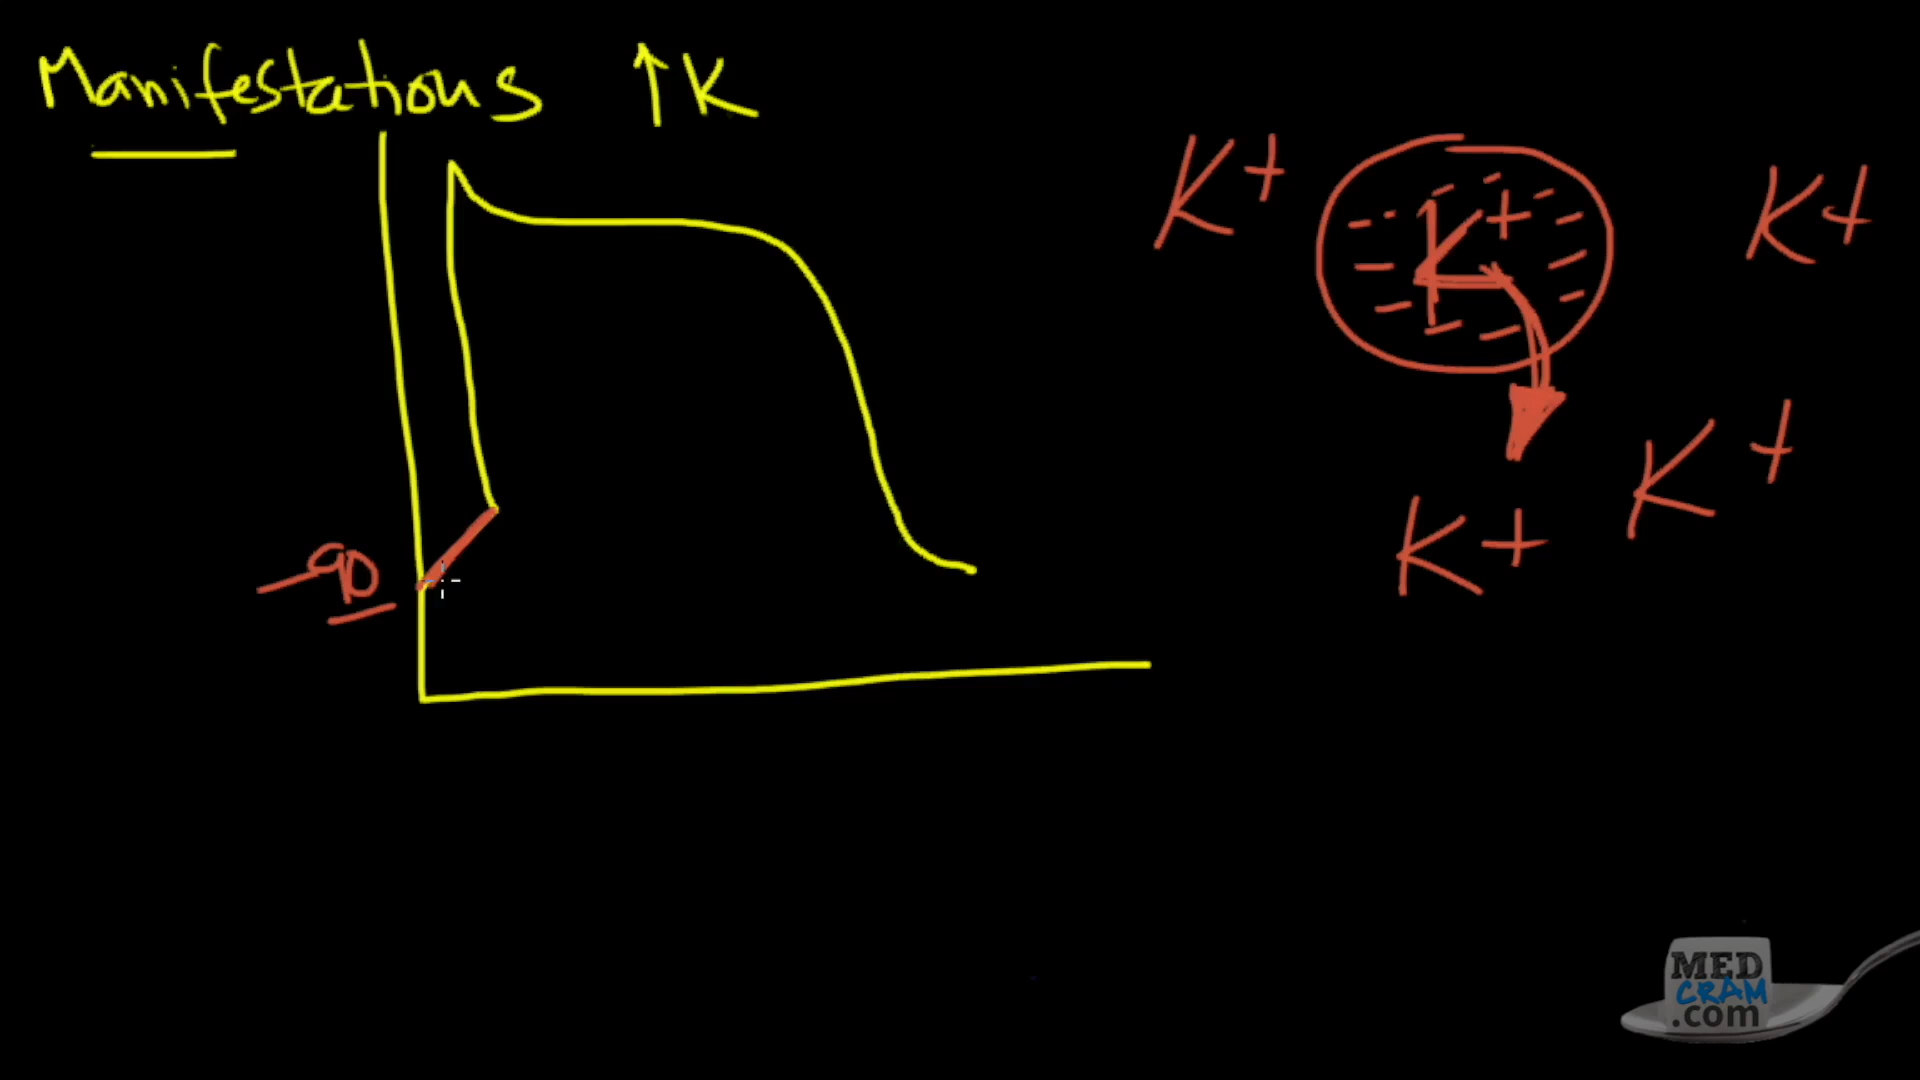 Manifestations ↑K
K+
K+
K+
-90
K+
K+
MED
CRAM
.com